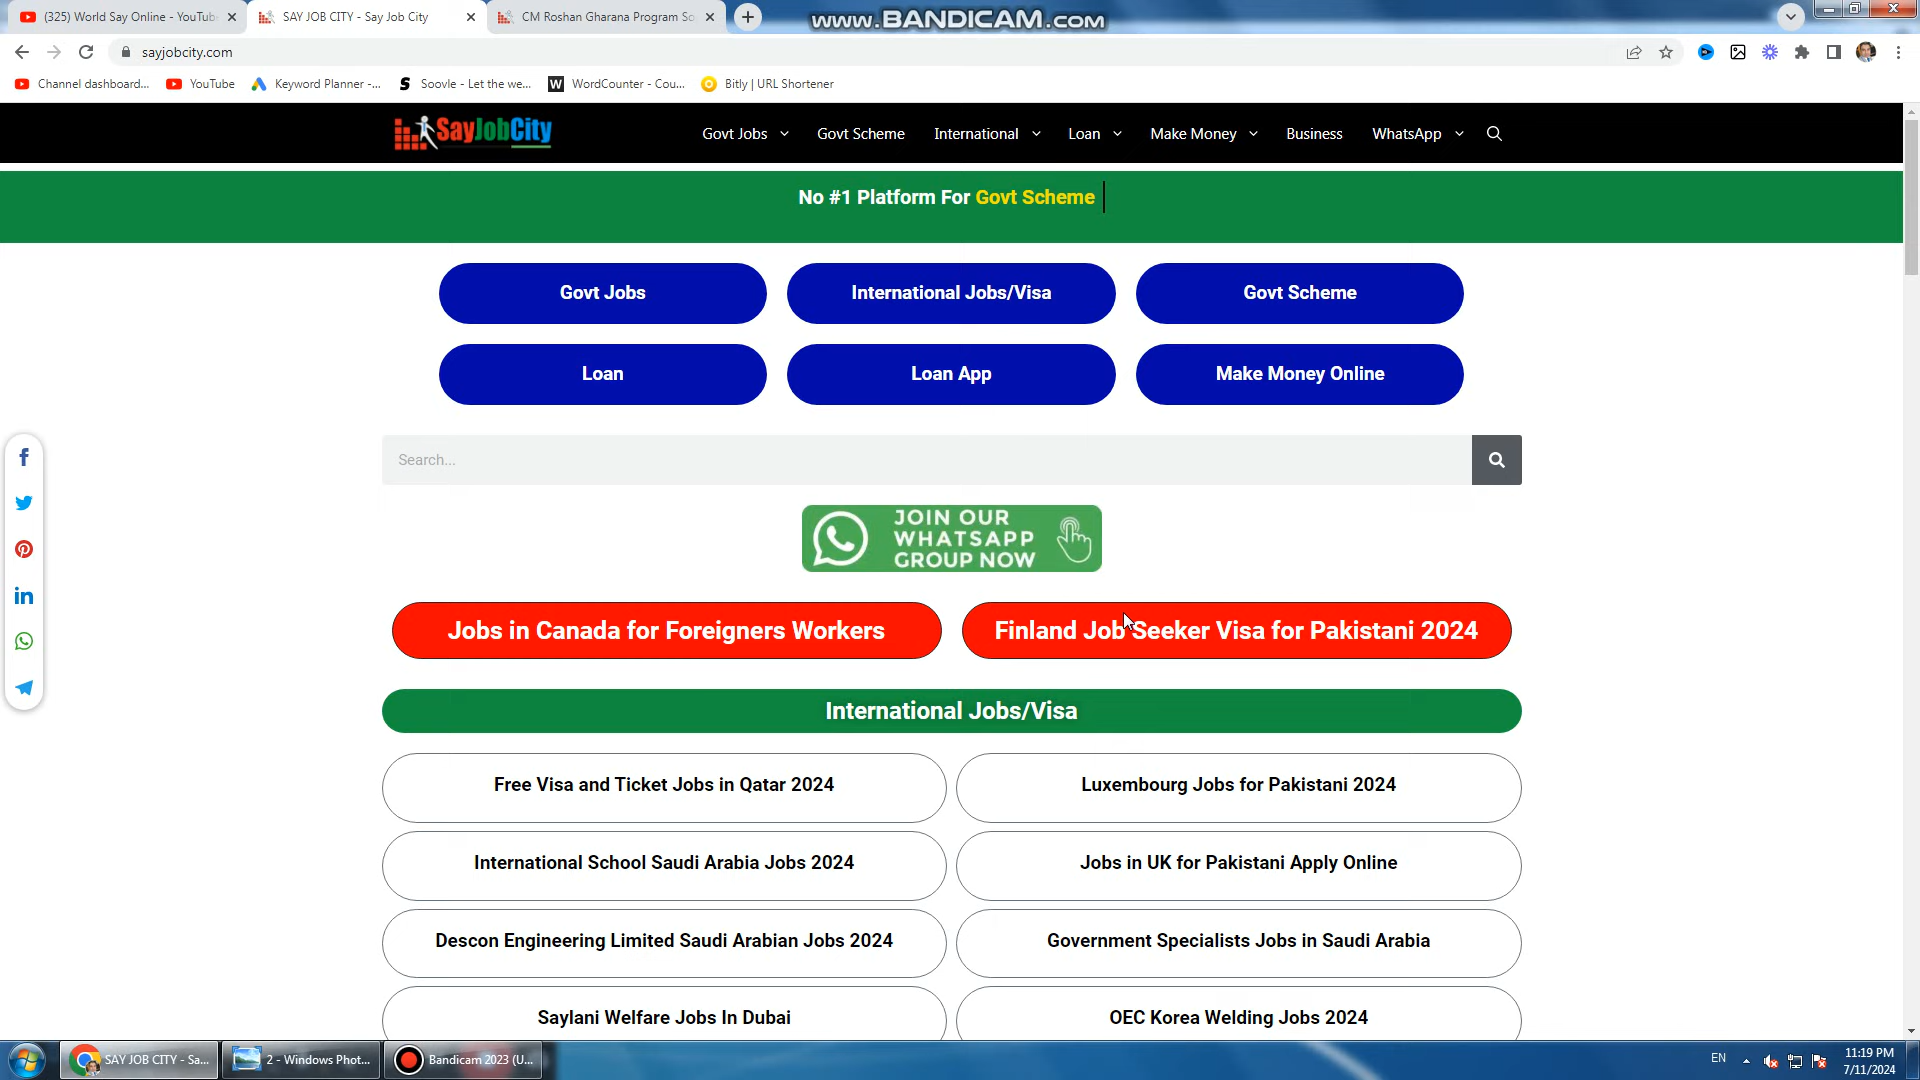 (325) World Say Online - YouTub
SAY JOB CITY - Say Job City
CM Roshan Gharana Program So
WWW.BANDICAM.COM
sayjobcity.com
Channel dashboard...
YouTube
Keyword Planner -...
S Soovle - Let the we...
W WordCounter - Cou...
Bitly | URL Shortener
SayJobCity
Govt Jobs
Govt Scheme
International
Loan
Make Money
Business
WhatsApp
No #1 Platform For Govt Scheme
Govt Jobs
International Jobs/Visa
Govt Scheme
Loan
Loan App
Make Money Online
Search...
JOIN OUR
WHATSAPP
GROUP NOW
Jobs in Canada for Foreigners Workers
Finland Job Seeker Visa for Pakistani 2024
International Jobs/Visa
Free Visa and Ticket Jobs in Qatar 2024
Luxembourg Jobs for Pakistani 2024
International School Saudi Arabia Jobs 2024
Jobs in UK for Pakistani Apply Online
Descon Engineering Limited Saudi Arabian Jobs 2024
Government Specialists Jobs in Saudi Arabia
Saylani Welfare Jobs In Dubai
OEC Korea Welding Jobs 2024
SAY JOB CITY - Sa...
2 - Windows Phot...
Bandicam 2023 (U...
EN
11:19 PM
7/11/2024